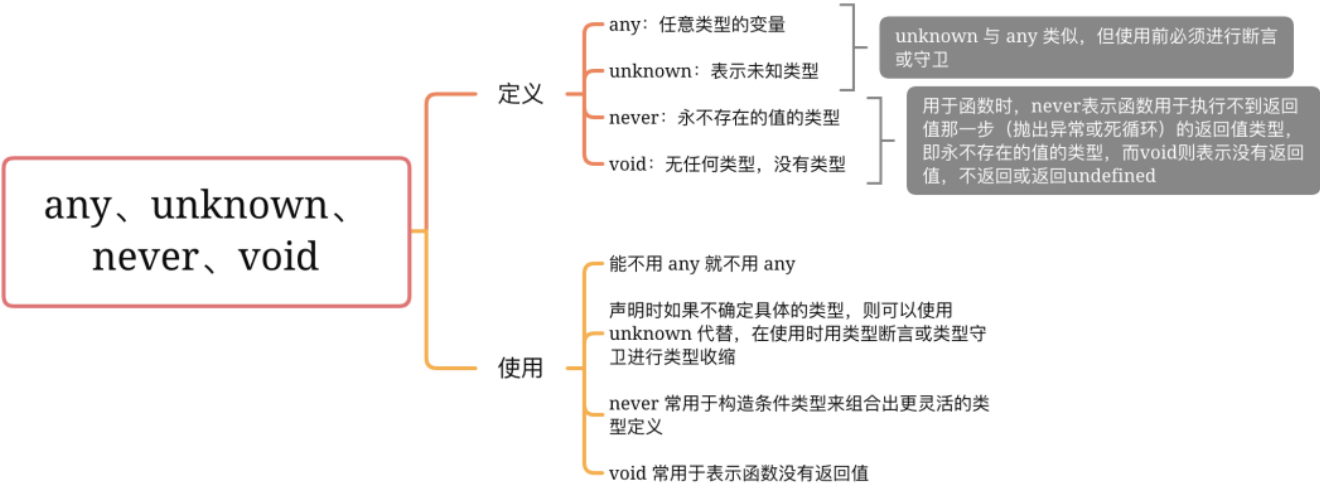 any、unknown、
never、void
定义
any：任意类型的变量
unknown：表示未知类型
unknown 与 any 类似，但使用前必须进行断言
或守卫
never：永不存在的值的类型
void：无任何类型，没有类型
用于函数时，never表示函数用于执行不到返回
值那一步（抛出异常或死循环）的返回值类型，
即永不存在的值的类型，而void则表示没有返回
值，不返回或返回undefined
使用
能不用 any 就不用 any
声明时如果不确定具体的类型，则可以使用
unknown 代替，在使用时用类型断言或类型守
卫进行类型收缩
never 常用于构造条件类型来组合出更灵活的类
型定义
void 常用于表示函数没有返回值